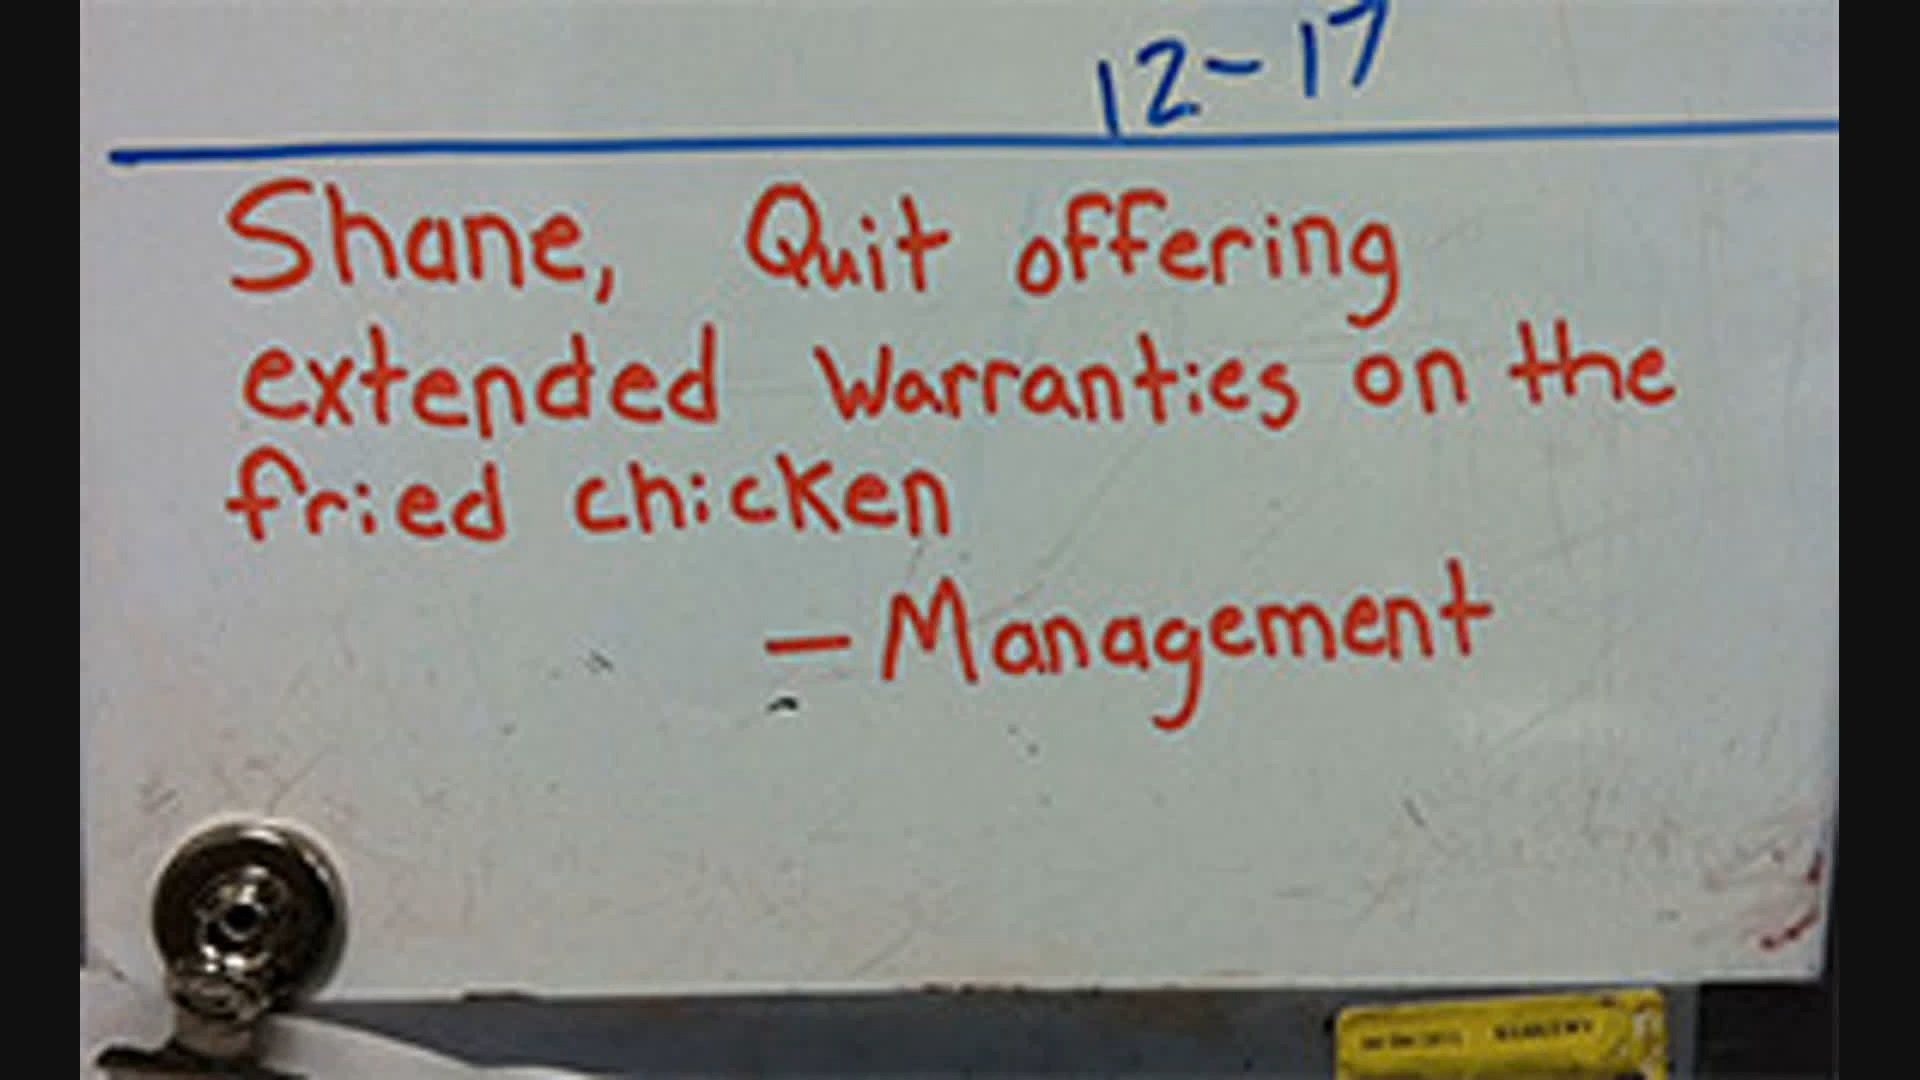 12-17
Shane, Quit offering
extended Warranties on the
fried chicken
- Management